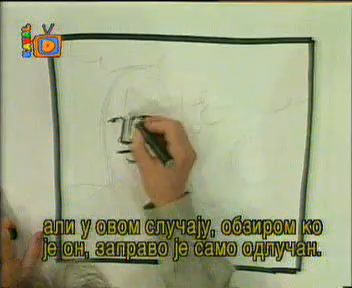 али у овом случају, обзиром ко
је он, заправо је само одлучан.